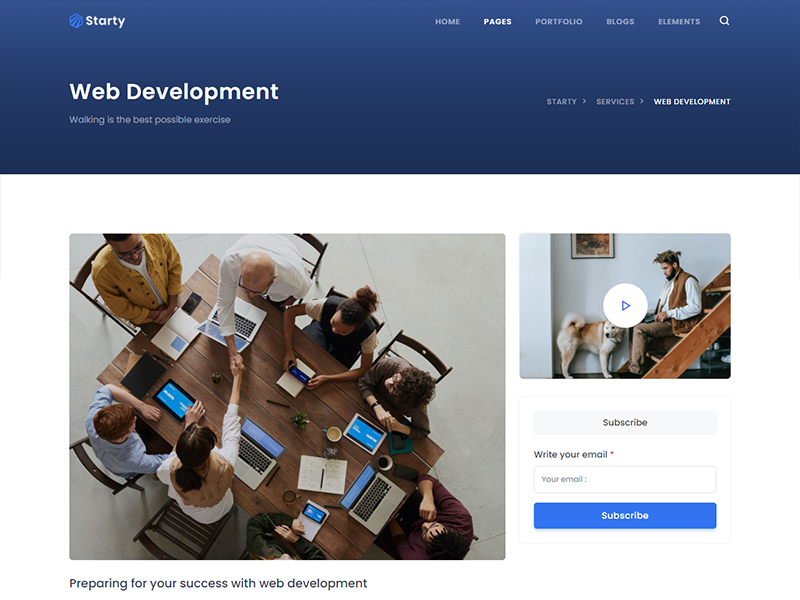 Starty
HOME PAGES PORTFOLIO BLOGS ELEMENTS
Web Development
Walking is the best possible exercise
STARTY > SERVICES > WEB DEVELOPMENT
Subscribe
Write your email *
Your email :
Subscribe
Preparing for your success with web development